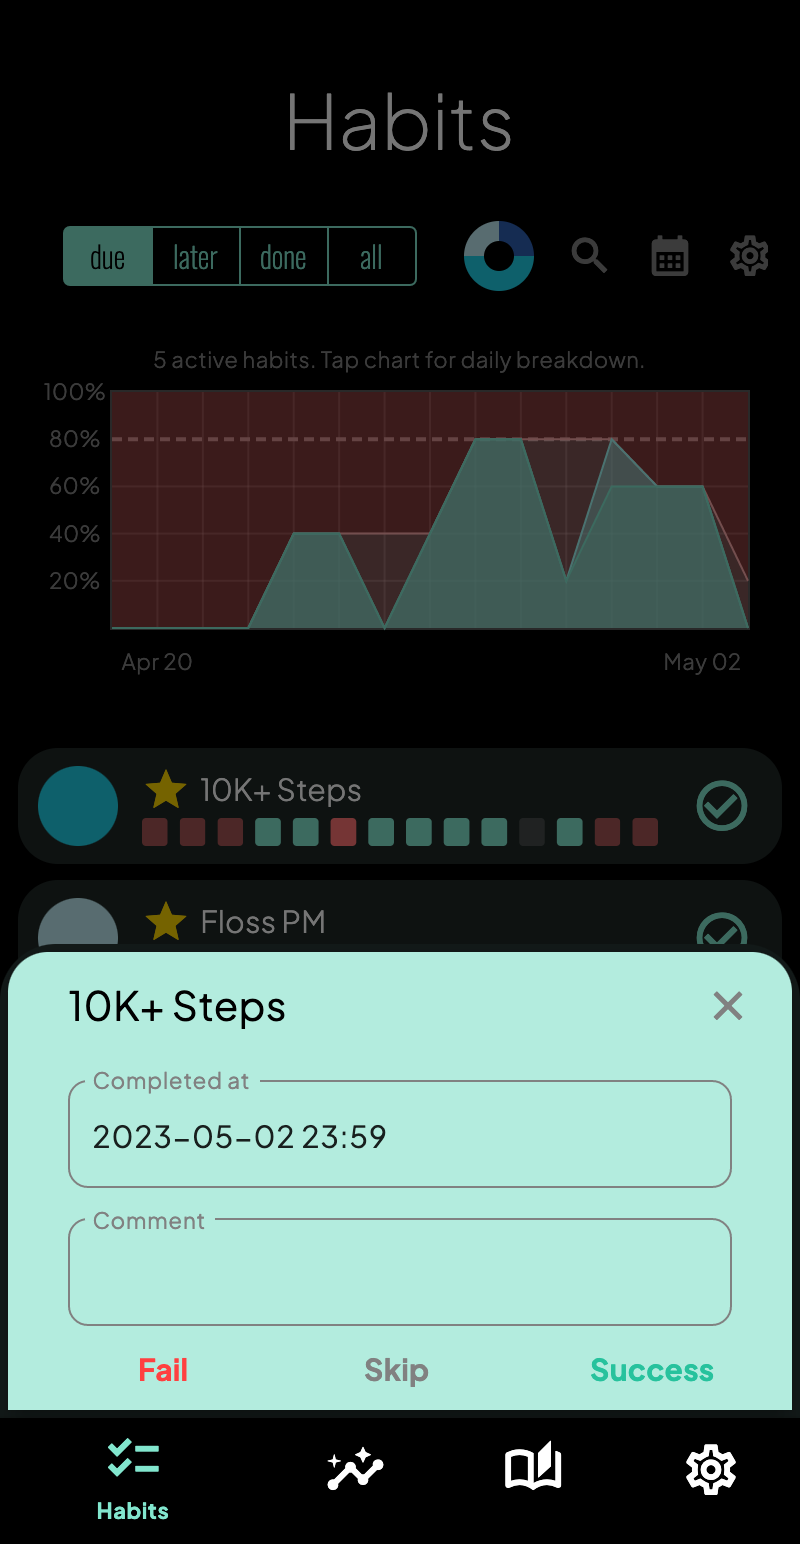 Habits
due later done all
5 active habits. Tap chart for daily breakdown.
100%
80%
60%
40%
20%
Apr 20 May 02
10K+ Steps
Floss PM
10K+ Steps
Completed at
2023-05-02 23:59
Comment
Fail Skip Success
Habits